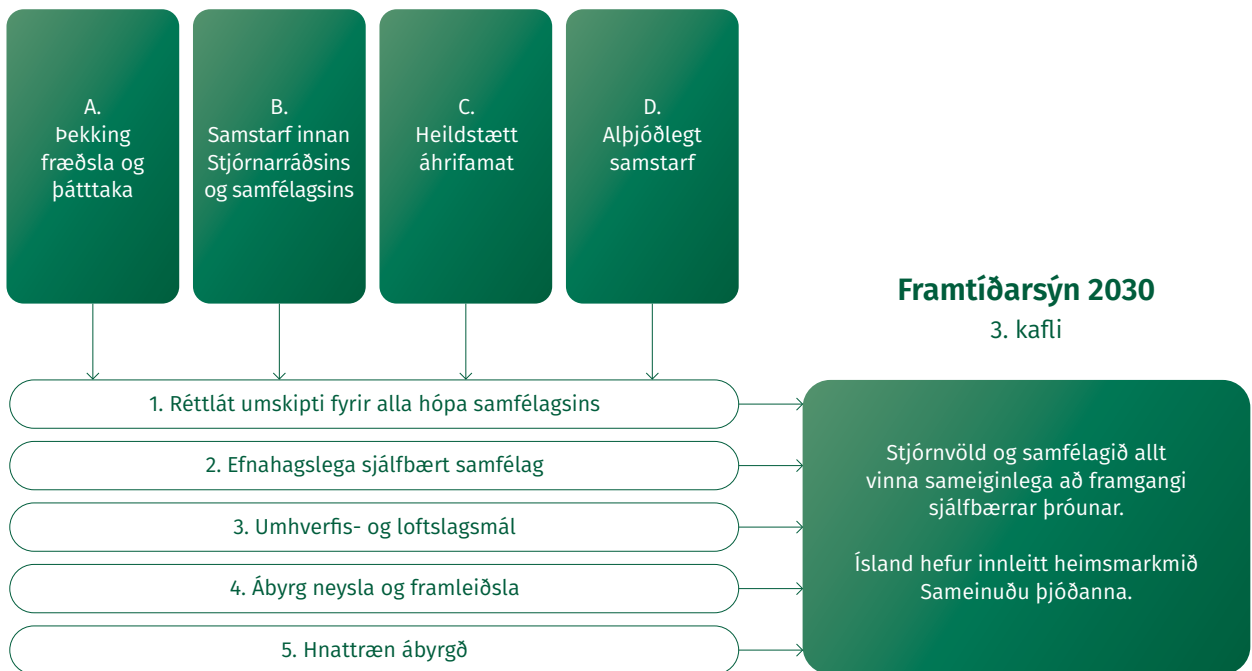 A.
Þekking
fræðsla og
þátttaka
B.
Samstarf innan
Stjórnarráðsins
og samfélagsins
C.
Heildstætt
áhrifamat
D.
Alþjóðlegt
samstarf
Framtíðarsýn 2030
3. kafli
1. Réttlát umskipti fyrir alla hópa samfélagsins
2. Efnahagslega sjálfbært samfélag
3. Umhverfis- og loftslagsmál
4. Ábyrg neysla og framleiðsla
5. Hnattræn ábyrgð
Stjórnvöld og samfélagið allt
vinna sameiginlega að framgangi
sjálfbærrar þróunar.
Ísland hefur innleitt heimsmarkmið
Sameinuðu þjóðanna.